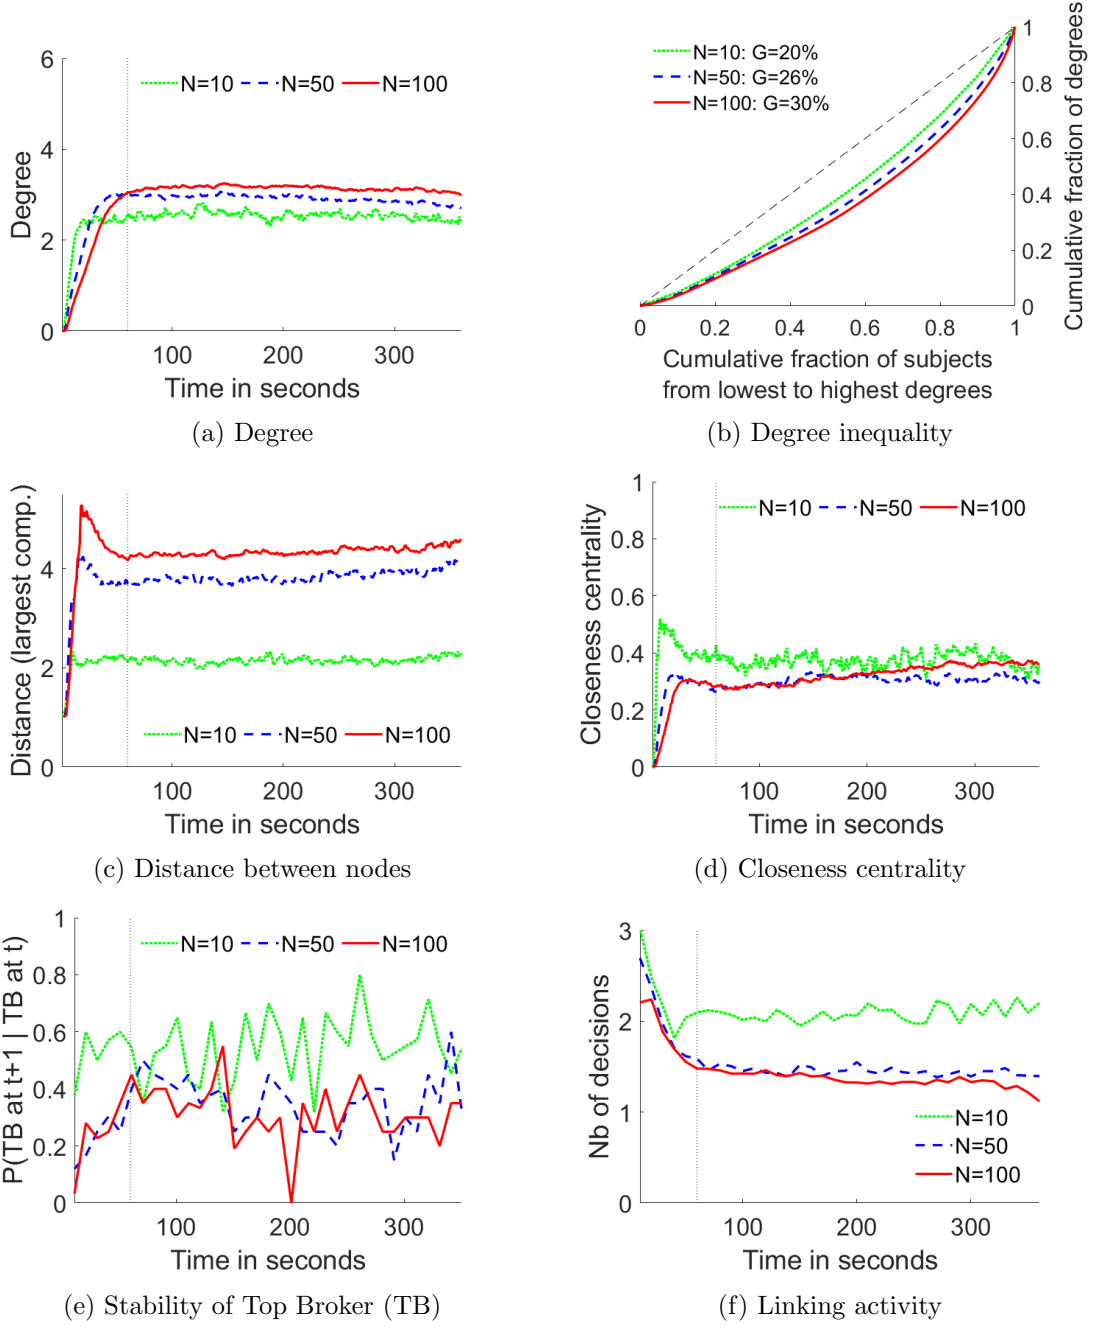 6
4
2
0
Degree
N=10 N=50 N=100
100 200 300
Time in seconds
(a) Degree
N=10: G=20%
N=50: G=26%
N=100: G=30%
1
0.8
0.6
0.4
0.2
0
Cumulative fraction of degrees
0 0.2 0.4 0.6 0.8 1
Cumulative fraction of subjects
from lowest to highest degrees
(b) Degree inequality
4
2
0
Distance (largest comp.)
N=10 N=50 N=100
100 200 300
Time in seconds
(c) Distance between nodes
1
0.8
0.6
0.4
0.2
0
Closeness centrality
N=10 N=50 N=100
100 200 300
Time in seconds
(d) Closeness centrality
1
0.8
0.6
0.4
0.2
0
P(TB at t+1 | TB at t)
N=10 N=50 N=100
100 200 300
Time in seconds
(e) Stability of Top Broker (TB)
3
2
1
0
Nb of decisions
N=10
N=50
N=100
100 200 300
Time in seconds
(f) Linking activity